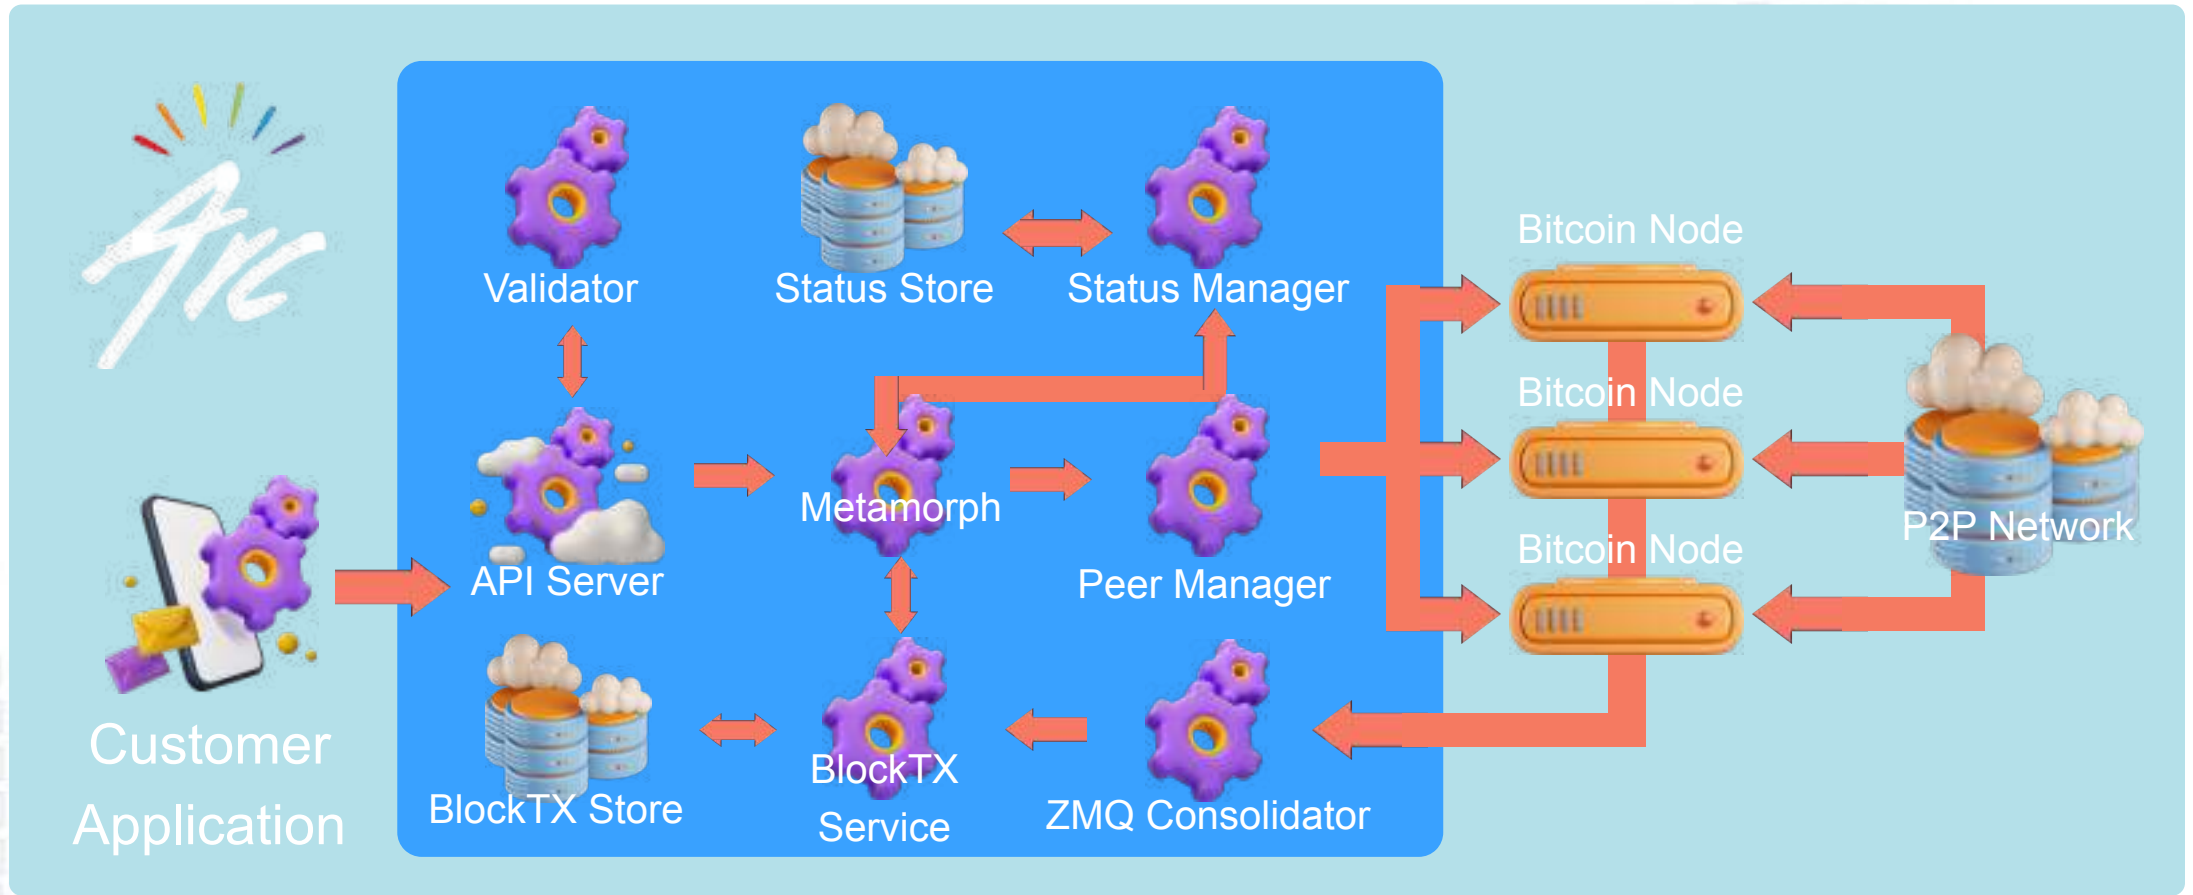 Arc
Validator
Status Store
Status Manager
Bitcoin Node
Bitcoin Node
Bitcoin Node
P2P Network
API Server
Metamorph
Peer Manager
Customer
Application
BlockTX Store
BlockTX
Service
ZMQ Consolidator